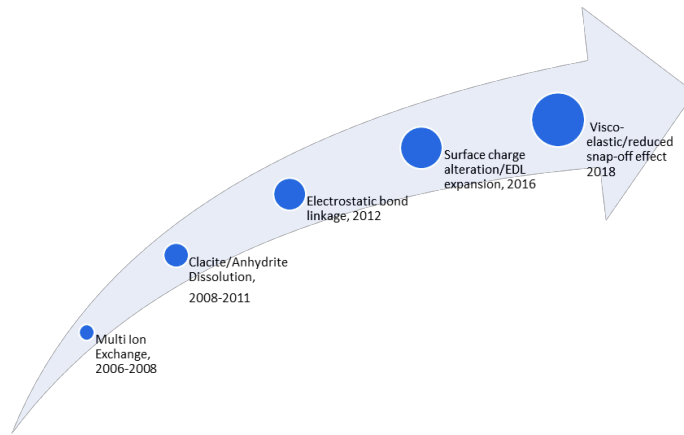 Multi Ion
Exchange,
2006-2008
Clacite/Anhydrite
Dissolution,
2008-2011
Electrostatic bond
linkage, 2012
Surface charge
alteration/EDL
expansion, 2016
Visco-
elastic/reduced
snap-off effect
2018